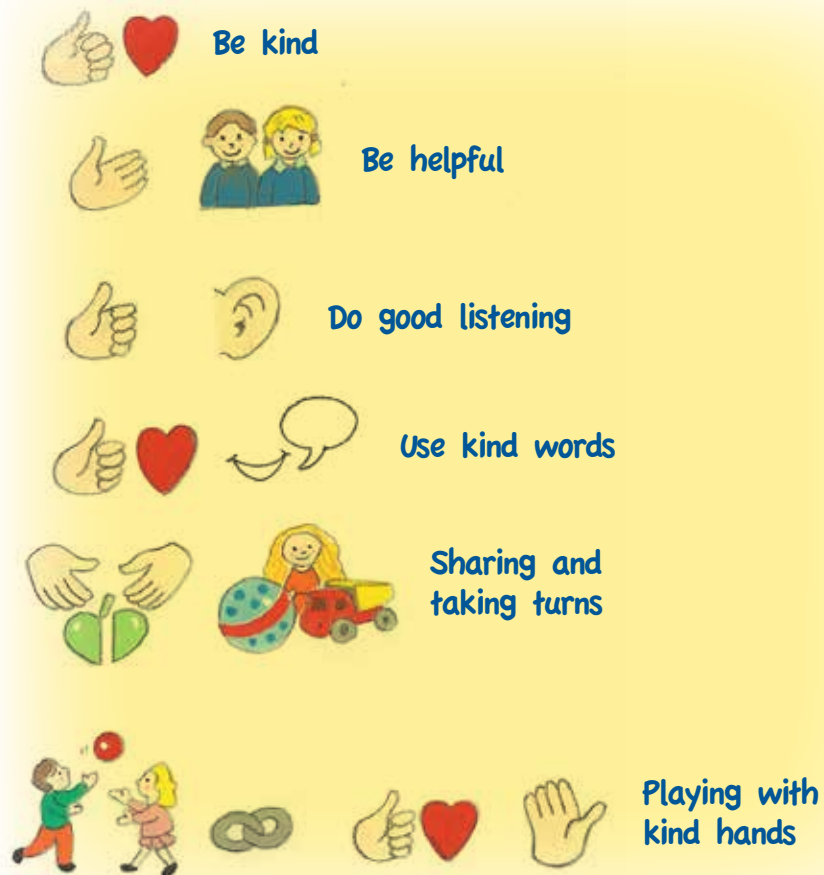 Be kind
Be helpful
Do good listening
Use kind words
Sharing and
taking turns
Playing with
kind hands